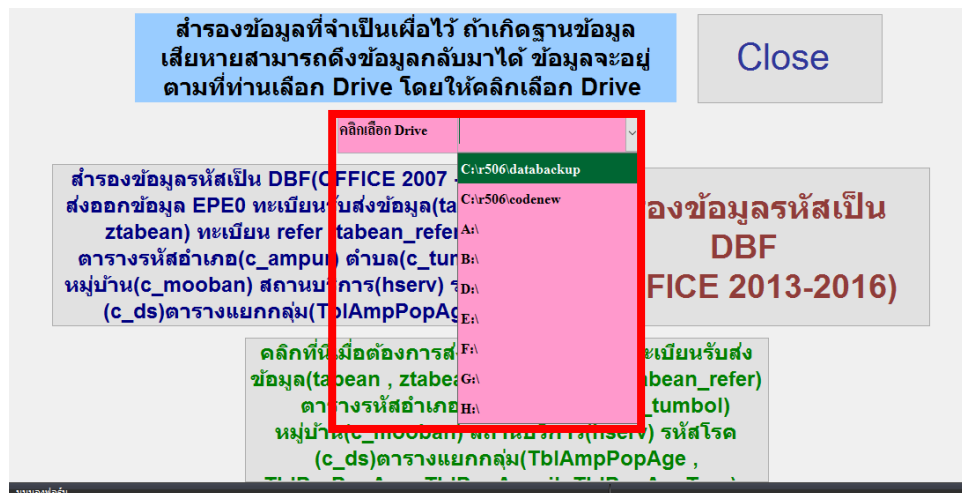 สำรองข้อมูลที่จำเป็นเผื่อไว้ ถ้าเกิดฐานข้อมูล
เสียหายสามารถดึงข้อมูลกลับมาได้ ข้อมูลจะอยู่
ตามที่ท่านเลือก Drive โดยให้คลิกเลือก Drive
Close
คลิกเลือก Drive
C:\r506\databackup
C:\r506\codenew
A:\
B:\
D:\
E:\
F:\
G:\
H:\
สำรองข้อมูลรหัสเป็น DBF(OFFICE 2007 -
ส่งออกข้อมูล EPE0 ทะเบียนรับส่งข้อมูล(ta
ztabean) ทะเบียน refer (tabean_refer
ตารางรหัสอำเภอ(c_ampur) ตำบล(c_tum
หมู่บ้าน(c_mooban) สถานบริการ(hserv) ร
(c_ds)ตารางแยกกลุ่ม(TblAmpPopAg
องข้อมูลรหัสเป็น
DBF
FICE 2013-2016)
คลิกที่นี่เมื่อต้องการส่ ะเบียนรับส่ง
ข้อมูล(tabean , ztabea bean_refer)
ตารางรหัสอำเภอ _tumbol)
หมู่บ้าน(c_mooban) สถานบริการ(hserv) รหัสโรค
(c_ds)ตารางแยกกลุ่ม(TblAmpPopAge ,
มุมมองฟอร์ม